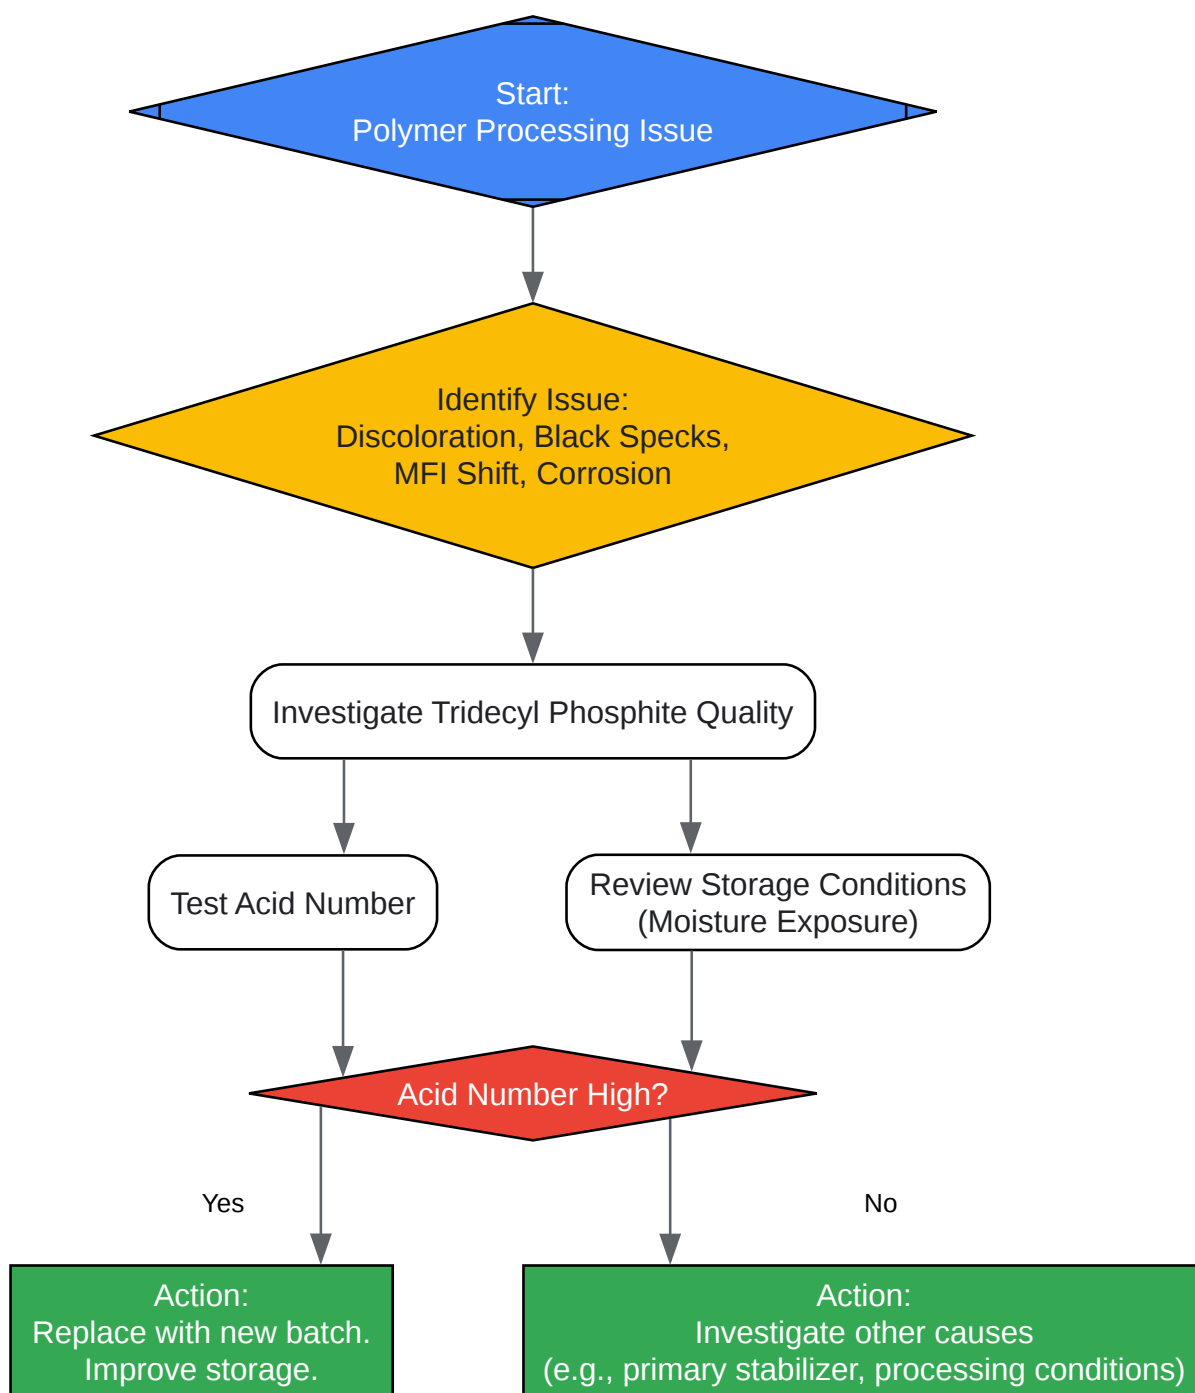 Start:
Polymer Processing Issue
Identify Issue:
Discoloration, Black Specks,
MFI Shift, Corrosion
Investigate Tridecyl Phosphite Quality
Test Acid Number
Review Storage Conditions
(Moisture Exposure)
Acid Number High?
Yes
No
Action:
Replace with new batch.
Improve storage.
Action:
Investigate other causes
(e.g., primary stabilizer, processing conditions)